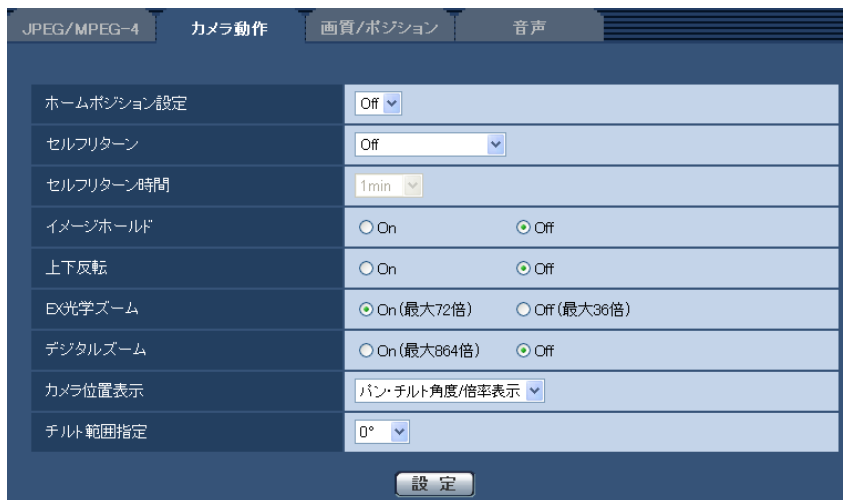 JPEG/MPEG-4 カメラ動作 画質/ポジション 音声
ホームポジション設定 Off
セルフリターン Off
セルフリターン時間 1min
イメージホールド On Off
上下反転 On Off
EX光学ズーム On(最大72倍) Off(最大36倍)
デジタルズーム On(最大864倍) Off
カメラ位置表示 パン・チルト角度/倍率表示
チルト範囲指定 0°
設 定